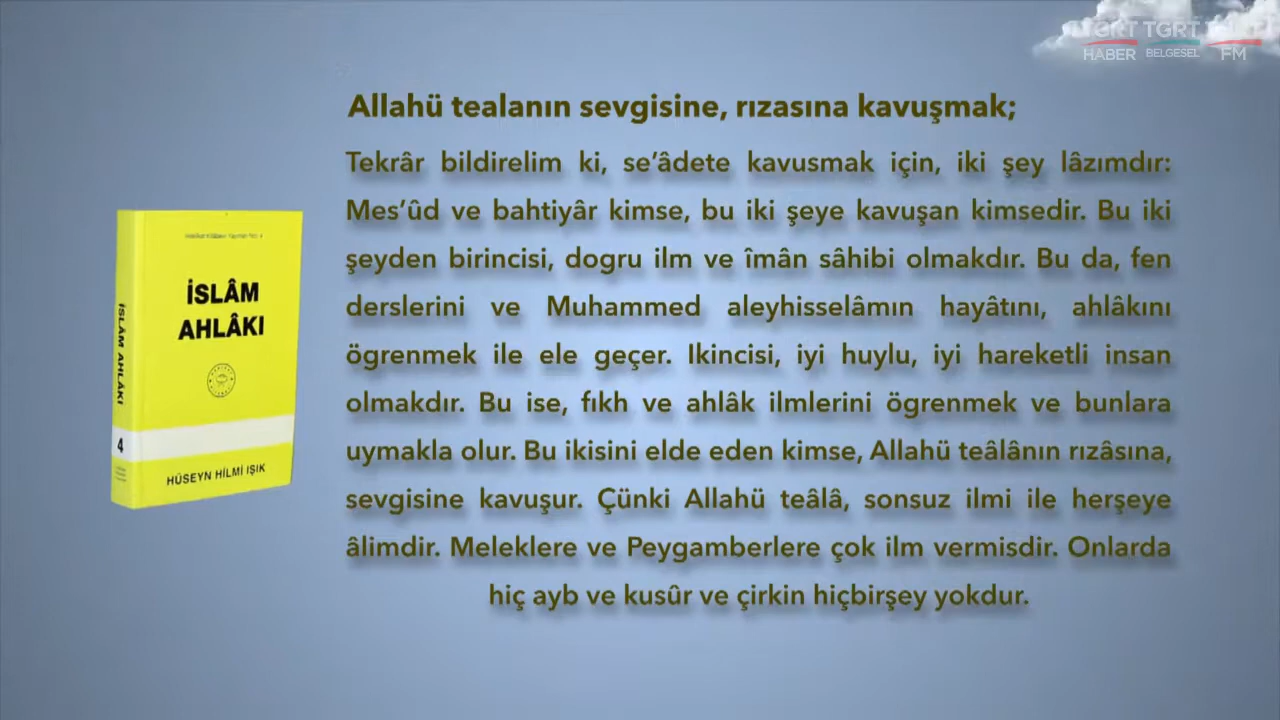 TGRT HABER
TGRT BELGESEL
FM
Allahü tealanın sevgisine, rızasına kavuşmak;
Tekrâr bildirelim ki, se’âdete kavusmak için, iki şey lâzımdır:
Mes’ûd ve bahtiyâr kimse, bu iki şeye kavuşan kimsedir. Bu iki
şeyden birincisi, dogru ilm ve îmân sâhibi olmakdır. Bu da, fen
derslerini ve Muhammed aleyhisselâmın hayâtını, ahlâkını
ögrenmek ile ele geçer. Ikincisi, iyi huylu, iyi hareketli insan
olmakdır. Bu ise, fıkh ve ahlâk ilmlerini ögrenmek ve bunlara
uymakla olur. Bu ikisini elde eden kimse, Allahü teâlânın rızâsına,
sevgisine kavuşur. Çünki Allahü teâlâ, sonsuz ilmi ile herşeye
âlimdir. Meleklere ve Peygamberlere çok ilm vermisdir. Onlarda
hiç ayb ve kusûr ve çirkin hiçbirşey yokdur.
İSLÂM
AHLÂKI
HÜSEYN HİLMİ IŞIK
İSLÂM AHLÂKI
4